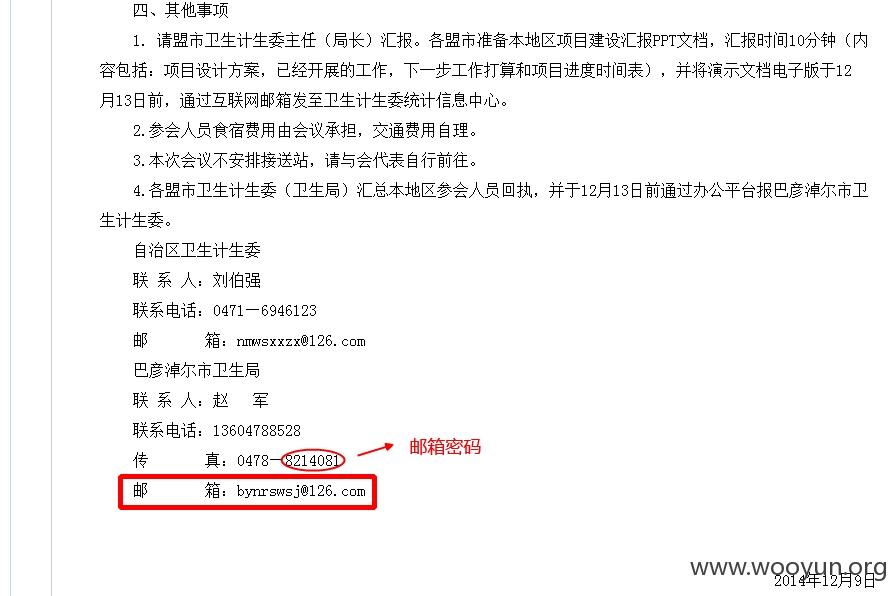 四、其他事项
1. 请盟市卫生计生委主任（局长）汇报。各盟市准备本地区项目建设汇报PPT文档，汇报时间10分钟（内
容包括：项目设计方案，已经开展的工作，下一步工作打算和项目进度时间表），并将演示文档电子版于12
月13日前，通过互联网邮箱发至卫生计生委统计信息中心。
2.参会人员食宿费用由会议承担，交通费用自理。
3.本次会议不安排接送站，请与会代表自行前往。
4.各盟市卫生计生委（卫生局）汇总本地区参会人员回执，并于12月13日前通过办公平台报巴彦淖尔市卫
生计生委。
自治区卫生计生委
联 系 人：刘伯强
联系电话：0471—6946123
邮 箱：nmwsxxzx@126.com
巴彦淖尔市卫生局
联 系 人：赵 军
联系电话：13604788528
传 真：0478—8214081
邮箱密码
邮 箱：bynrswsj@126.com
www.wooyun.org
2014年12月9日